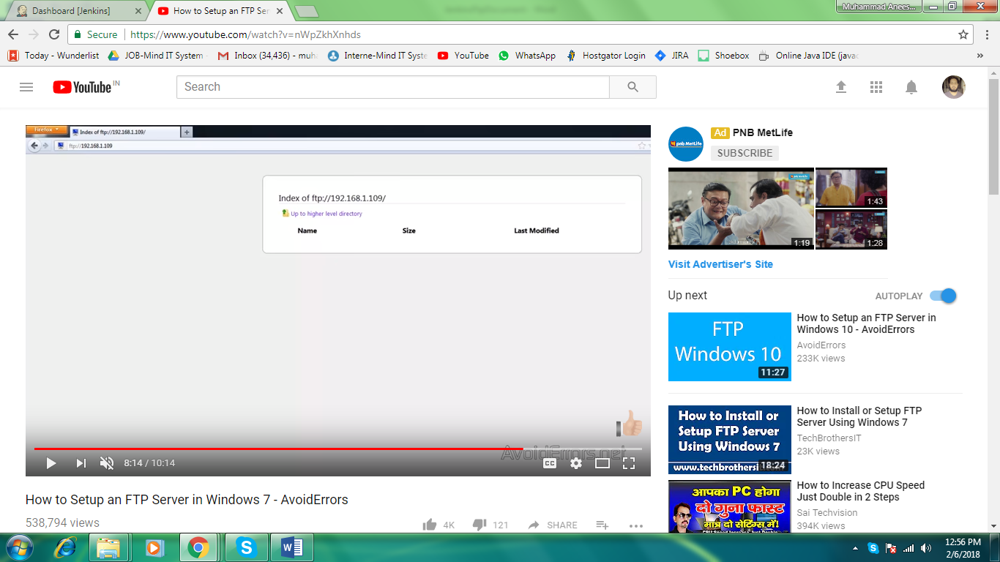 Dashboard [Jenkins]
How to Setup an FTP Ser
Muhammad Anees...
Secure
https://www.youtube.com/watch?v=nWpZkhXnhds
Today - Wunderlist
JOB-Mind IT System
Inbox (34,436) - muh
Interne-Mind IT Syste
YouTube
WhatsApp
Hostgator Login
JIRA
Shoebox
Online Java IDE (java
»
YouTube IN
Search
Firefox
Index of ftp://192.168.1.109/
ftp://192.168.1.109
Index of ftp://192.168.1.109/
Up to higher level directory
Name Size Last Modified
AvoidErrors.net
8:14 / 10:14
CC
How to Setup an FTP Server in Windows 7 - AvoidErrors
538,794 views
4K
121
SHARE
pnb MetLife
Ad PNB MetLife
SUBSCRIBE
1:19
1:43
1:28
Visit Advertiser's Site
Up next
AUTOPLAY
FTP
Windows 10
11:27
How to Setup an FTP Server in
Windows 10 - AvoidErrors
AvoidErrors
233K views
How to Install or
Setup FTP Server
Using Windows 7
www.techbrothersit
18:24
How to Install or Setup FTP
Server Using Windows 7
TechBrothersIT
23K views
आपका PC होगा
दो गुना फास्ट
मात्र दो सेटिंग्स में!
How to Increase CPU Speed
Just Double in 2 Steps
Sai Techvision
394K views
12:56 PM
2/6/2018